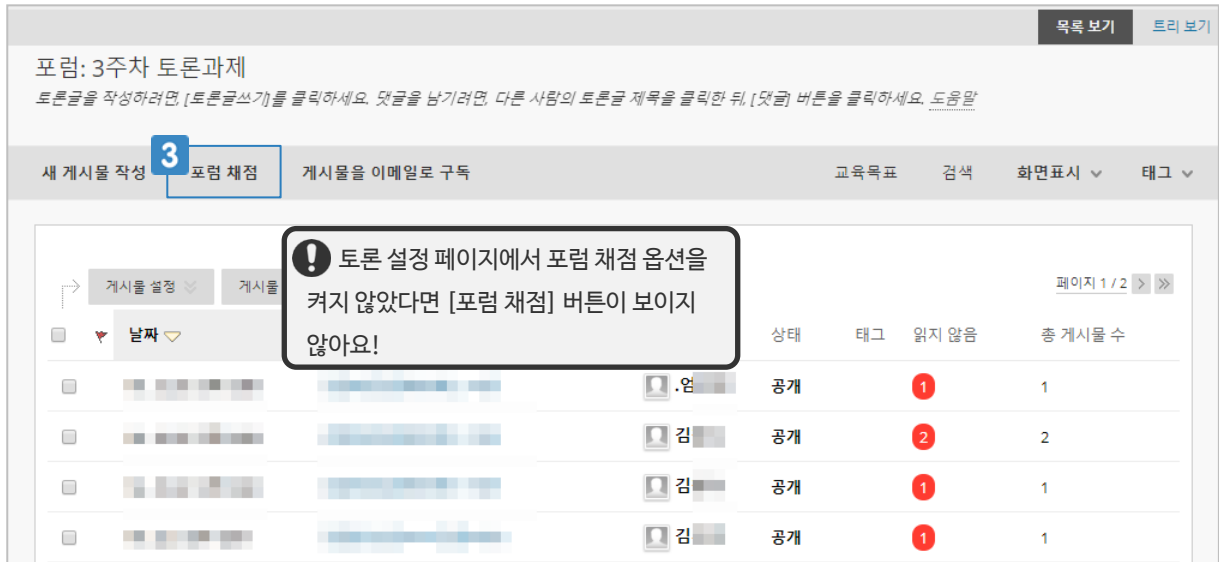 목록 보기 트리 보기
포럼: 3주차 토론과제
토론글을 작성하려면, [토론글쓰기]를 클릭하세요. 댓글을 남기려면, 다른 사람의 토론글 제목을 클릭한 뒤, [댓글] 버튼을 클릭하세요. 도움말
3
새 게시물 작성 포럼 채점 게시물을 이메일로 구독 교육목표 검색 화면표시 태그
! 토론 설정 페이지에서 포럼 채점 옵션을
켜지 않았다면 [포럼 채점] 버튼이 보이지
않아요!
게시물 설정 게시물 페이지 1 / 2
날짜 상태 태그 읽지 않음 총 게시물 수
.엄 공개 1 1
김 공개 2 2
김 공개 1 1
김 공개 1 1